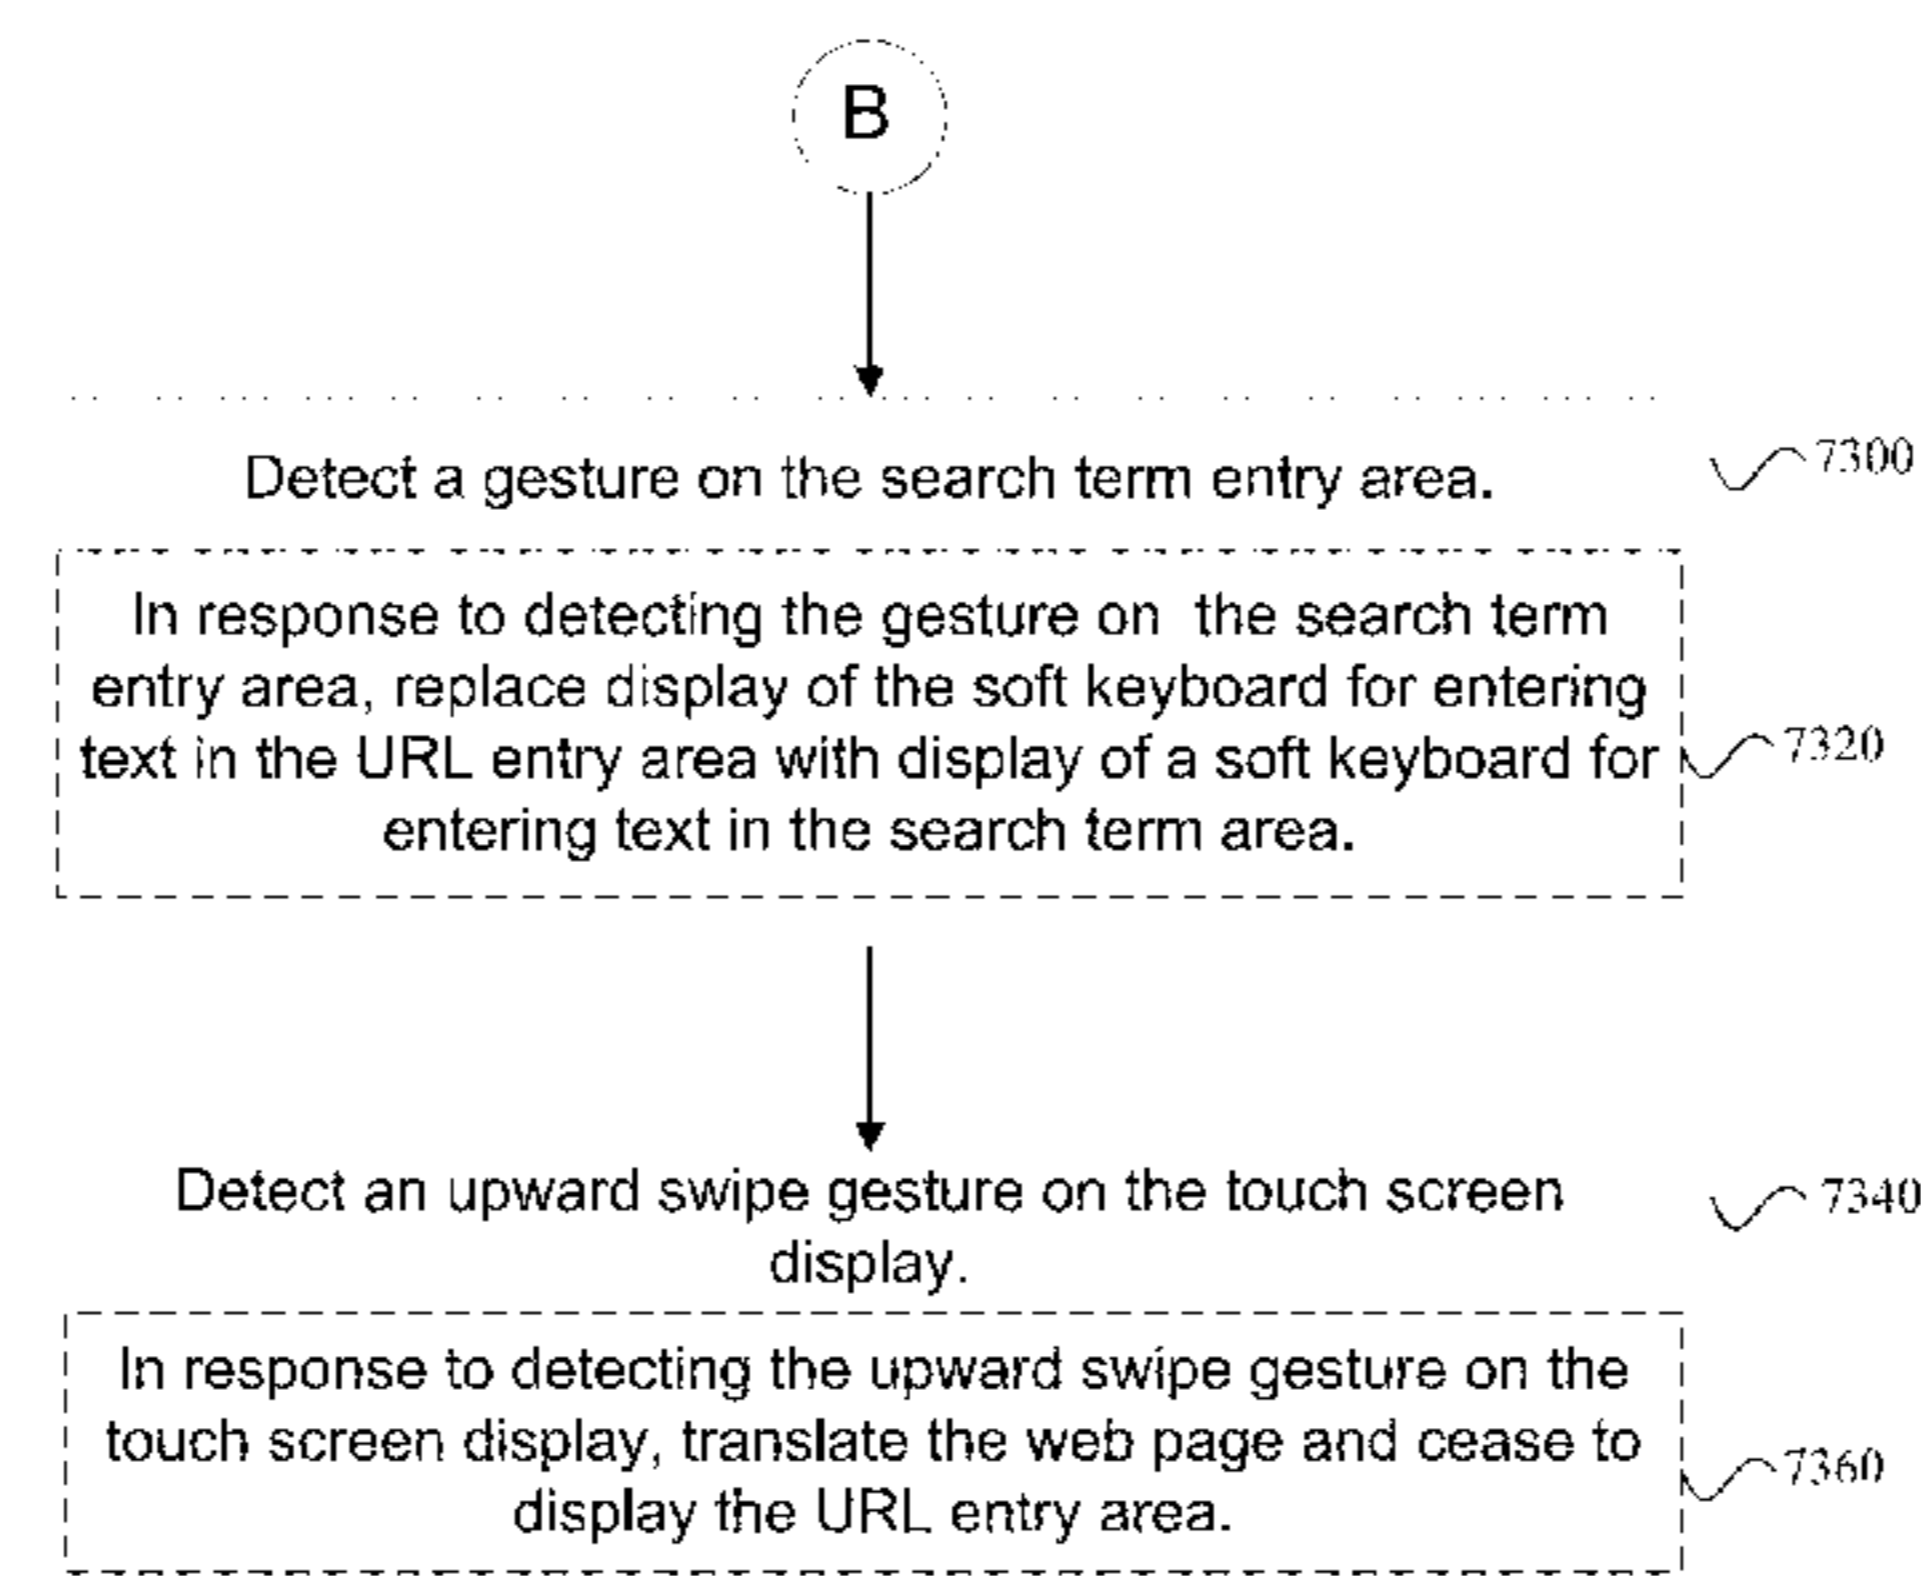 B
Detect a gesture on the search term entry area.
7300
In response to detecting the gesture on the search term
entry area, replace display of the soft keyboard for entering
text in the URL entry area with display of a soft keyboard for
entering text in the search term area.
7320
Detect an upward swipe gesture on the touch screen
display.
7340
In response to detecting the upward swipe gesture on the
touch screen display, translate the web page and cease to
display the URL entry area.
7360